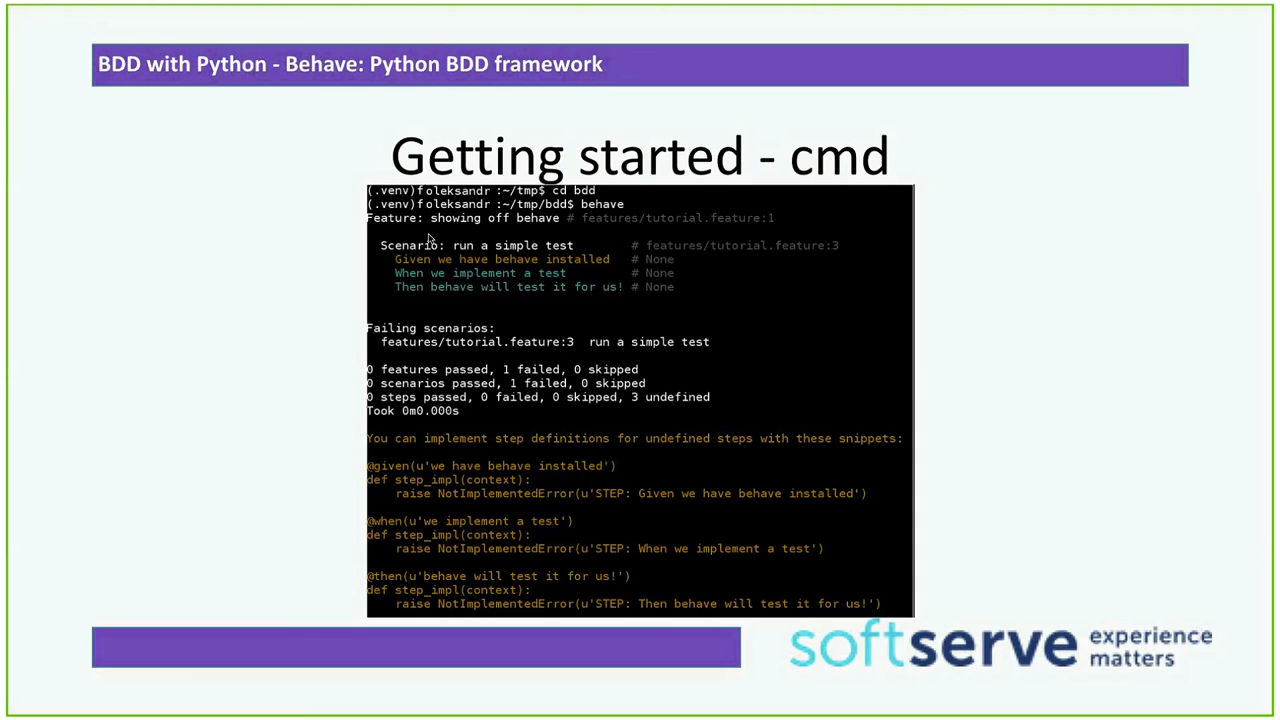 BDD with Python - Behave: Python BDD framework
Getting started - cmd
(.venv)foleksandr :~/tmp$ cd bdd
(.venv)foleksandr :~/tmp/bdd$ behave
Feature: showing off behave # features/tutorial.feature:1
Scenario: run a simple test # features/tutorial.feature:3
Given we have behave installed # None
When we implement a test # None
Then behave will test it for us! # None
Failing scenarios:
features/tutorial.feature:3 run a simple test
0 features passed, 1 failed, 0 skipped
0 scenarios passed, 1 failed, 0 skipped
0 steps passed, 0 failed, 0 skipped, 3 undefined
Took 0m0.000s
You can implement step definitions for undefined steps with these snippets:
@given(u'we have behave installed')
def step_impl(context):
raise NotImplementedError(u'STEP: Given we have behave installed')
@when(u'we implement a test')
def step_impl(context):
raise NotImplementedError(u'STEP: When we implement a test')
@then(u'behave will test it for us!')
def step_impl(context):
raise NotImplementedError(u'STEP: Then behave will test it for us!')
softserve experience
matters